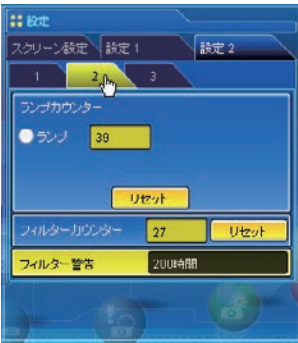 設定
スクリーン設定 設定 1 設定 2
1 2 3
ランプカウンター
ランプ 39
リセット
フィルターカウンター 27 リセット
フィルター警告 200時間